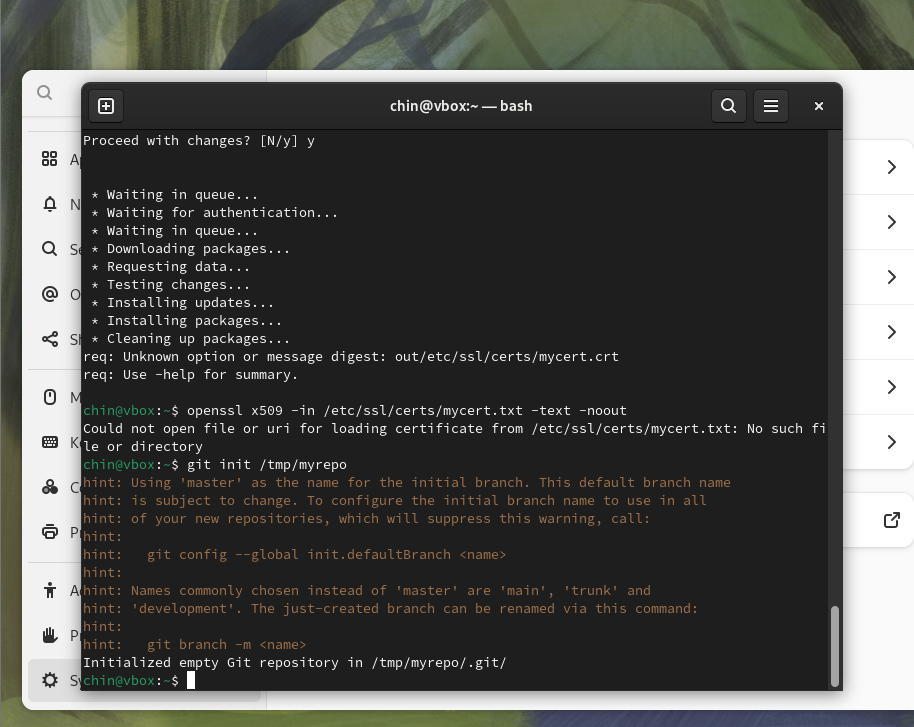 chin@vbox:~ — bash
Proceed with changes? [N/y] y
* Waiting in queue...
* Waiting for authentication...
* Waiting in queue...
* Downloading packages...
* Requesting data...
* Testing changes...
* Installing updates...
* Installing packages...
* Cleaning up packages...
req: Unknown option or message digest: out/etc/ssl/certs/mycert.crt
req: Use -help for summary.
chin@vbox:~$ openssl x509 -in /etc/ssl/certs/mycert.txt -text -noout
Could not open file or uri for loading certificate from /etc/ssl/certs/mycert.txt: No such fi
le or directory
chin@vbox:~$ git init /tmp/myrepo
hint: Using 'master' as the name for the initial branch. This default branch name
hint: is subject to change. To configure the initial branch name to use in all
hint: of your new repositories, which will suppress this warning, call:
hint:
hint:   git config --global init.defaultBranch <name>
hint:
hint: Names commonly chosen instead of 'master' are 'main', 'trunk' and
hint: 'development'. The just-created branch can be renamed via this command:
hint:
hint:   git branch -m <name>
Initialized empty Git repository in /tmp/myrepo/.git/
chin@vbox:~$